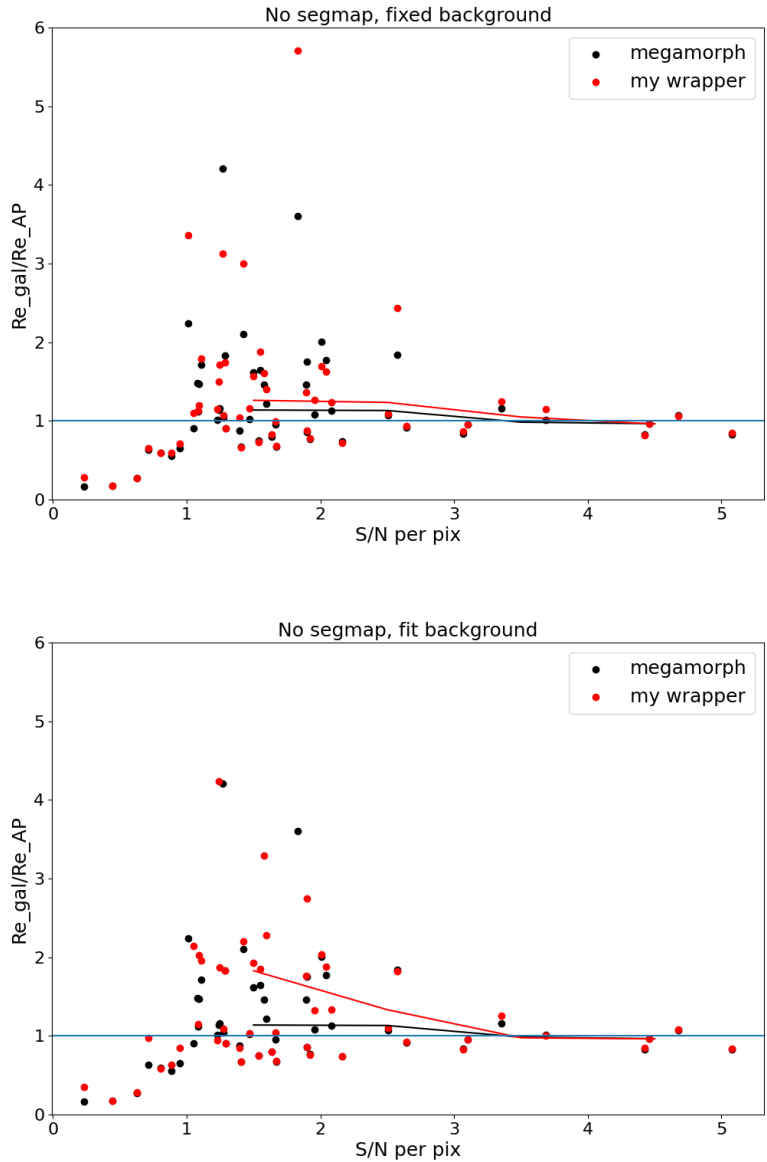 No segmap, fixed background
6
5
4
3
2
1
0
Re_gal/Re_AP
megamorph
my wrapper
0 1 2 3 4 5
S/N per pix
No segmap, fit background
6
5
4
3
2
1
0
Re_gal/Re_AP
megamorph
my wrapper
0 1 2 3 4 5
S/N per pix